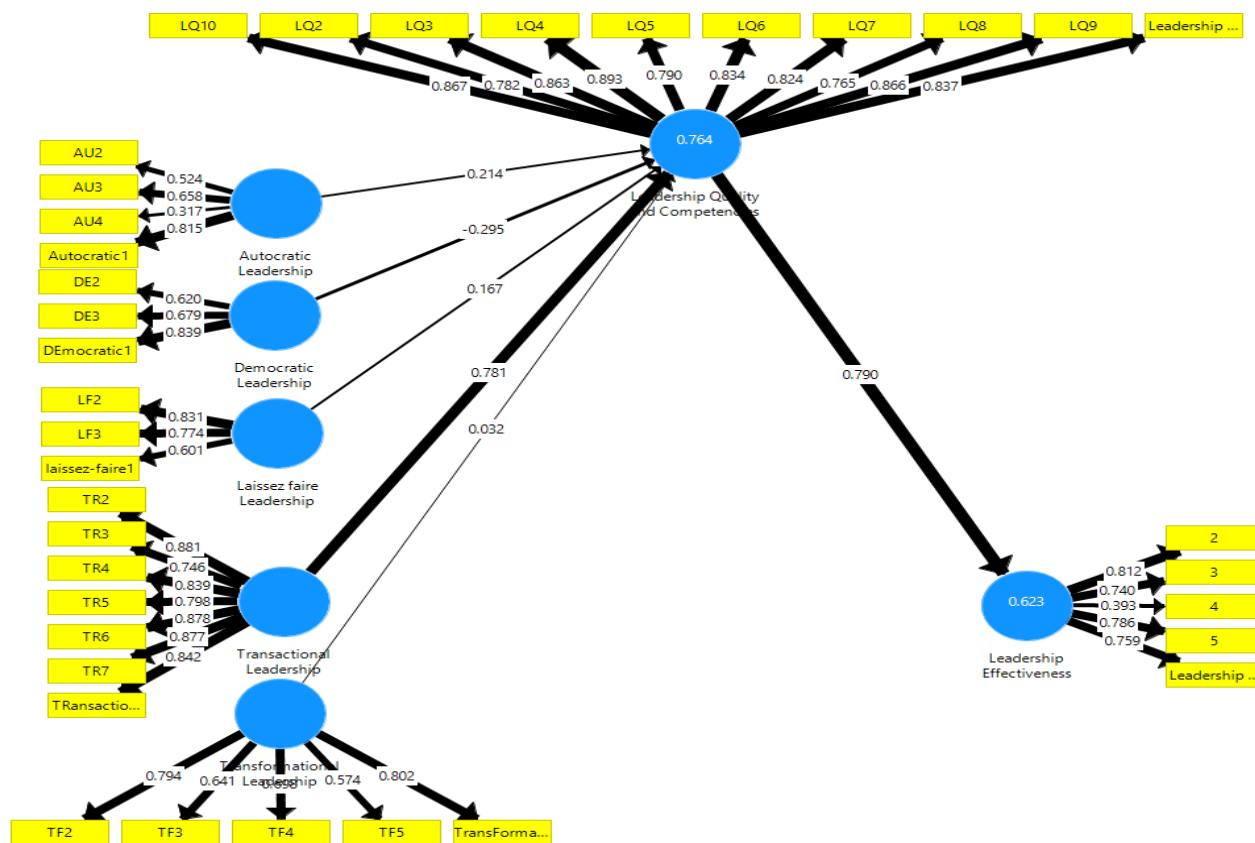 LQ10 LQ2 LQ3 LQ4 LQ5 LQ6 LQ7 LQ8 LQ9 Leadership ...
0.867 0.782 0.863 0.893 0.790 0.834 0.824 0.765 0.866 0.837
0.764
Leadership Quality
and Competencies
AU2
AU3
AU4
Autocratic1
0.524
0.658
0.317
0.815
Autocratic
Leadership
0.214
DE2
DE3
DEmocratic1
0.620
0.679
0.839
Democratic
Leadership
-0.295
LF2
LF3
laissez-faire1
0.831
0.774
0.601
Laissez faire
Leadership
0.167
TR2
TR3
TR4
TR5
TR6
TR7
TRansactio...
0.881
0.746
0.839
0.798
0.878
0.877
0.842
Transactional
Leadership
0.781
0.032
0.790
Transformational
Leadership
0.794 0.641 0.574 0.802
TF2 TF3 TF4 TF5 TransForma...
0.623
Leadership
Effectiveness
0.812
0.740
0.393
0.786
0.759
2
3
4
5
Leadership ...